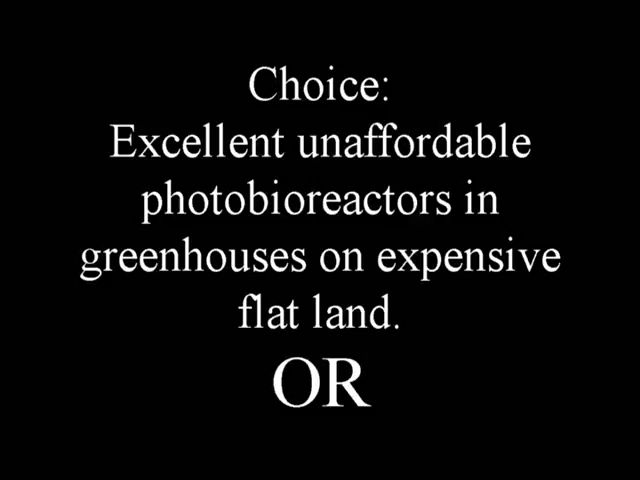 Choice:
Excellent unaffordable
photobioreactors in
greenhouses on expensive
flat land.
OR